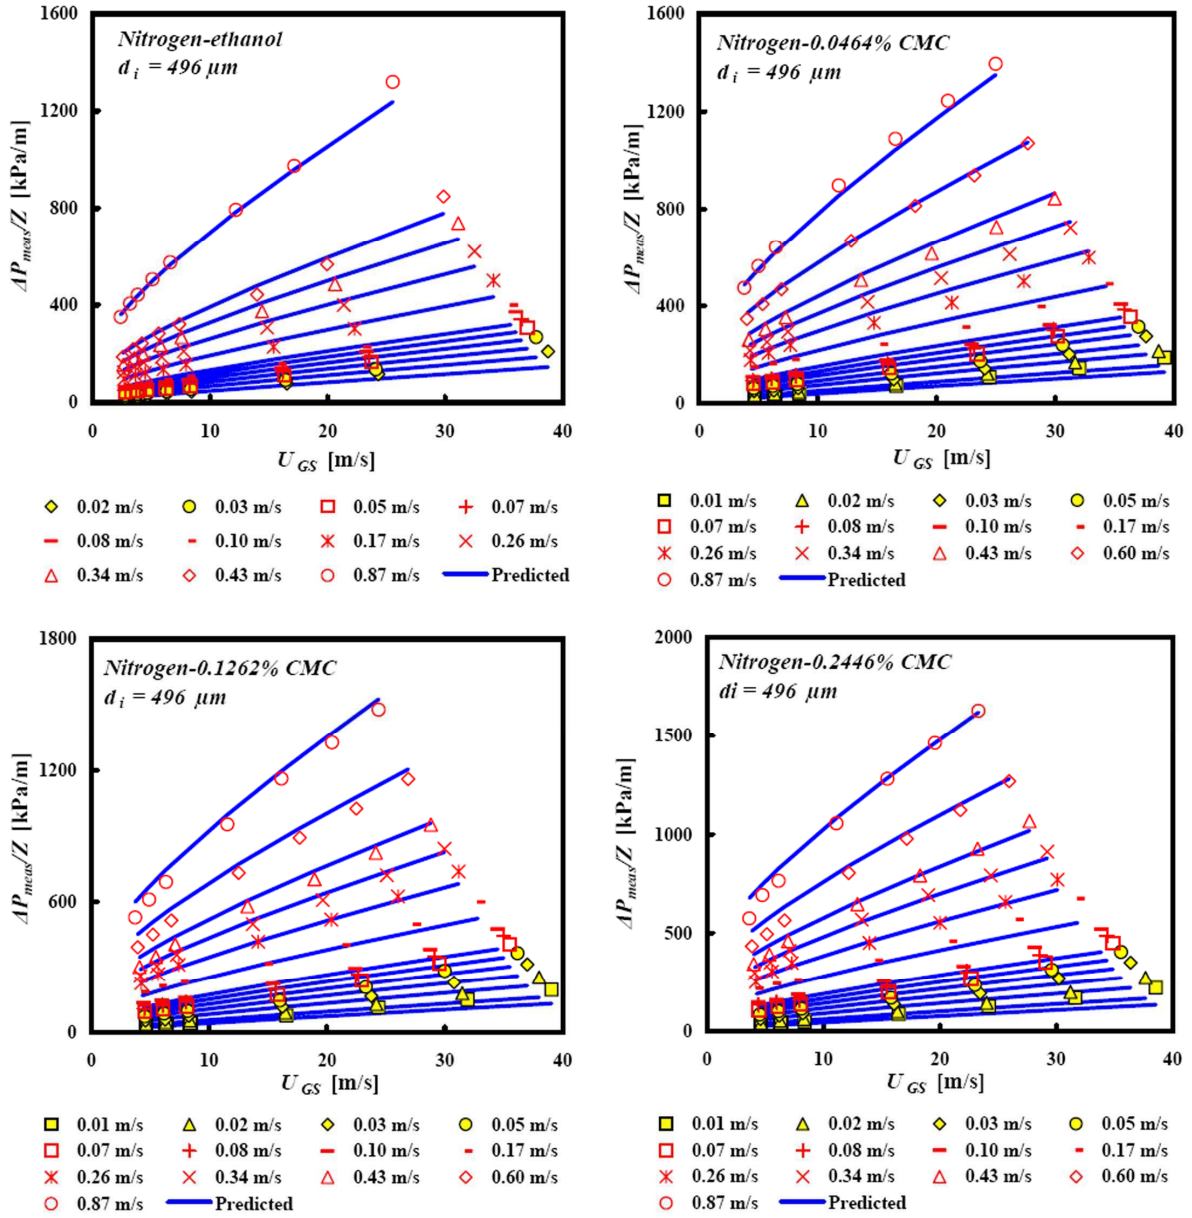 Nitrogen-ethanol
d i = 496 µm
ΔP meas/Z [kPa/m]
1600
1200
800
400
0
0 10 20 30 40
U GS [m/s]
0.02 m/s 0.03 m/s 0.05 m/s 0.07 m/s
0.08 m/s 0.10 m/s 0.17 m/s 0.26 m/s
0.34 m/s 0.43 m/s 0.87 m/s Predicted
Nitrogen-0.0464% CMC
d i = 496 µm
ΔP meas/Z [kPa/m]
1600
1200
800
400
0
0 10 20 30 40
U GS [m/s]
0.01 m/s 0.02 m/s 0.03 m/s 0.05 m/s
0.07 m/s 0.08 m/s 0.10 m/s 0.17 m/s
0.26 m/s 0.34 m/s 0.43 m/s 0.60 m/s
0.87 m/s Predicted
Nitrogen-0.1262% CMC
d i = 496 µm
ΔP meas/Z [kPa/m]
1800
1200
600
0
0 10 20 30 40
U GS [m/s]
0.01 m/s 0.02 m/s 0.03 m/s 0.05 m/s
0.07 m/s 0.08 m/s 0.10 m/s 0.17 m/s
0.26 m/s 0.34 m/s 0.43 m/s 0.60 m/s
0.87 m/s Predicted
Nitrogen-0.2446% CMC
di = 496 µm
ΔP meas/Z [kPa/m]
2000
1500
1000
500
0
0 10 20 30 40
U GS [m/s]
0.01 m/s 0.02 m/s 0.03 m/s 0.05 m/s
0.07 m/s 0.08 m/s 0.10 m/s 0.17 m/s
0.26 m/s 0.34 m/s 0.43 m/s 0.60 m/s
0.87 m/s Predicted